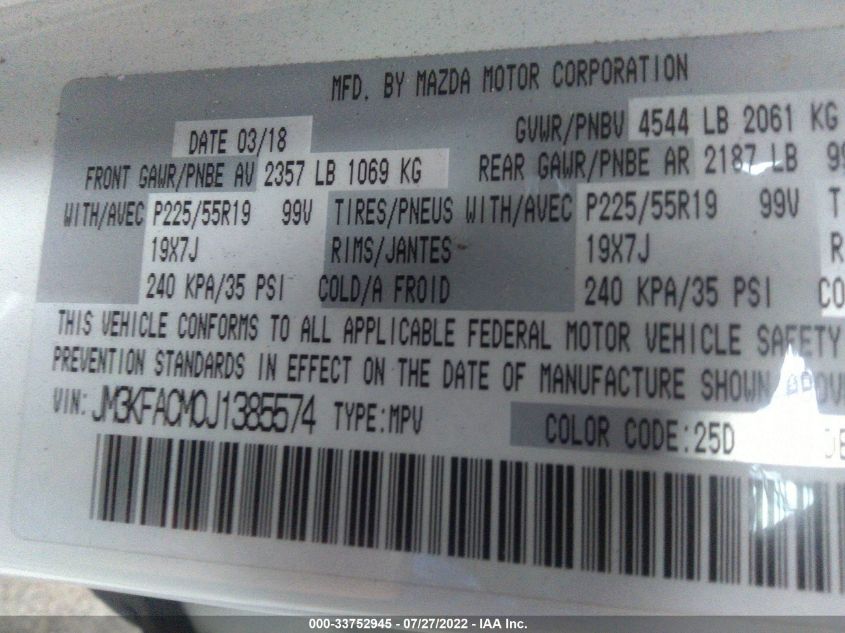 MFD. BY MAZDA MOTOR CORPORATION
DATE 03/18 GVWR/PNBV 4544 LB 2061 KG
FRONT GAWR/PNBE AV 2357 LB 1069 KG REAR GAWR/PNBE AR 2187 LB 99
WITH/AVEC P225/55R19 99V TIRES/PNEUS WITH/AVEC P225/55R19 99V T
19X7J RIMS/JANTES 19X7J R
240 KPA/35 PSI COLD/A FROID 240 KPA/35 PSI CO
THIS VEHICLE CONFORMS TO ALL APPLICABLE FEDERAL MOTOR VEHICLE SAFETY
PREVENTION STANDARDS IN EFFECT ON THE DATE OF MANUFACTURE SHOWN ABOVE
VIN: JM3KFACM0J1385574 TYPE:MPV COLOR CODE:25D
000-33752945 - 07/27/2022 - IAA Inc.